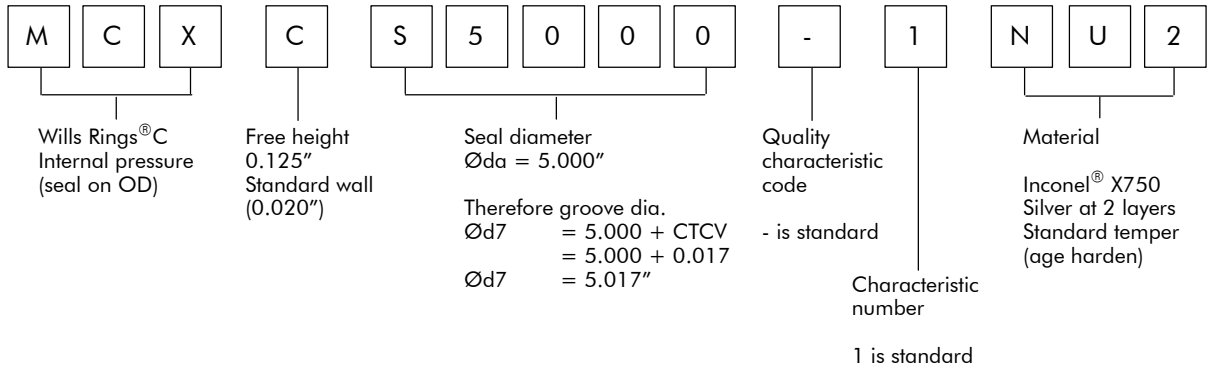 M C X C S 5 0 0 0 - 1 N U 2
Wills Rings®C
Internal pressure
(seal on OD)
Free height
0.125″
Standard wall
(0.020″)
Seal diameter
Øda = 5.000″
Therefore groove dia.
Ød7 = 5.000 + CTCV
= 5.000 + 0.017
Ød7 = 5.017″
Quality
characteristic
code
- is standard
Characteristic
number
1 is standard
Material
Inconel® X750
Silver at 2 layers
Standard temper
(age harden)